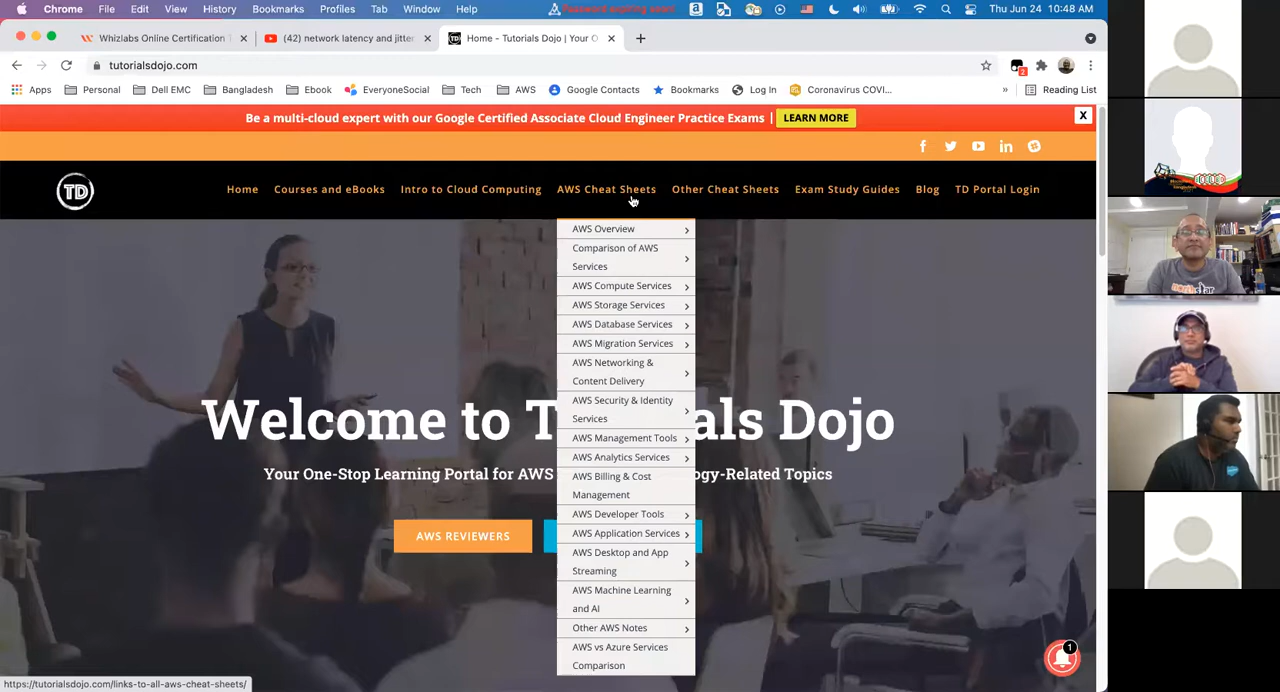 Chrome File Edit View History Bookmarks Profiles Tab Window Help Password expiring soon! Thu Jun 24 10:48 AM
Whizlabs Online Certification T
(42) network latency and jitter
Home - Tutorials Dojo | Your O
tutorialsdojo.com
2
Apps Personal Dell EMC Bangladesh Ebook EveryoneSocial Tech AWS Google Contacts Bookmarks Log In Coronavirus COVI... » Reading List
Be a multi-cloud expert with our Google Certified Associate Cloud Engineer Practice Exams | LEARN MORE X
TD Home Courses and eBooks Intro to Cloud Computing AWS Cheat Sheets Other Cheat Sheets Exam Study Guides Blog TD Portal Login
AWS Overview
Comparison of AWS
Services
AWS Compute Services
AWS Storage Services
AWS Database Services
AWS Migration Services
AWS Networking &
Content Delivery
AWS Security & Identity
Services
AWS Management Tools
AWS Analytics Services
AWS Billing & Cost
Management
AWS Developer Tools
AWS Application Services
AWS Desktop and App
Streaming
AWS Machine Learning
and AI
Other AWS Notes
AWS vs Azure Services
Comparison
Welcome to T als Dojo
Your One-Stop Learning Portal for AWS gy-Related Topics
AWS REVIEWERS
1
https://tutorialsdojo.com/links-to-all-aws-cheat-sheets/